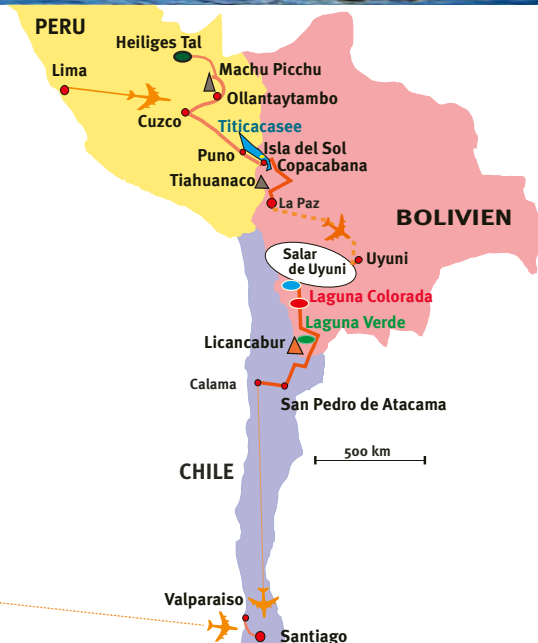 PERU
Heiliges Tal
Lima
Machu Picchu
Ollantaytambo
Cuzco
Titicacasee
Isla del Sol
Puno
Copacabana
Tiahuanaco
La Paz
BOLIVIEN
Salar
de Uyuni
Uyuni
Laguna Colorada
Laguna Verde
Licancabur
Calama
San Pedro de Atacama
500 km
CHILE
Valparaiso
Santiago